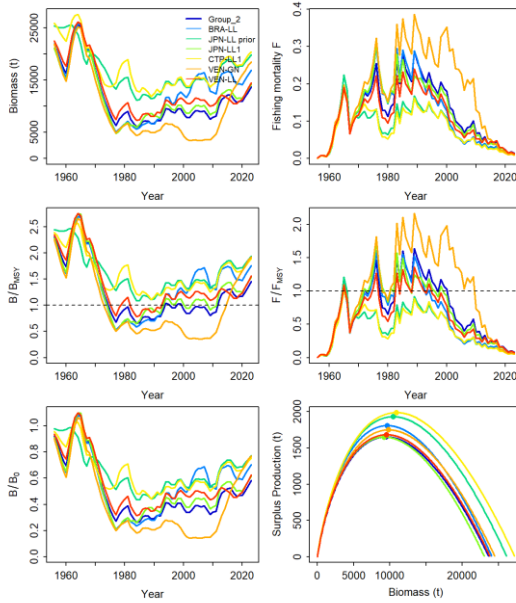 Group_2
BRA-LL
JPN-LL prior
JPN-LL1
CTP-LL1
VEN-GN
VEN-LL
Biomass (t)
0 5000 15000 25000
1960 1980 2000 2020
Year
Fishing mortality F
0.0 0.1 0.2 0.3 0.4
1960 1980 2000 2020
Year
B/BMSY
0.0 0.5 1.0 1.5 2.0 2.5
1960 1980 2000 2020
Year
F/FMSY
0.0 0.5 1.0 1.5 2.0
1960 1980 2000 2020
Year
B/B0
0.0 0.2 0.4 0.6 0.8 1.0
1960 1980 2000 2020
Year
Surplus Production (t)
0 500 1000 1500 2000
0 5000 10000 20000
Biomass (t)